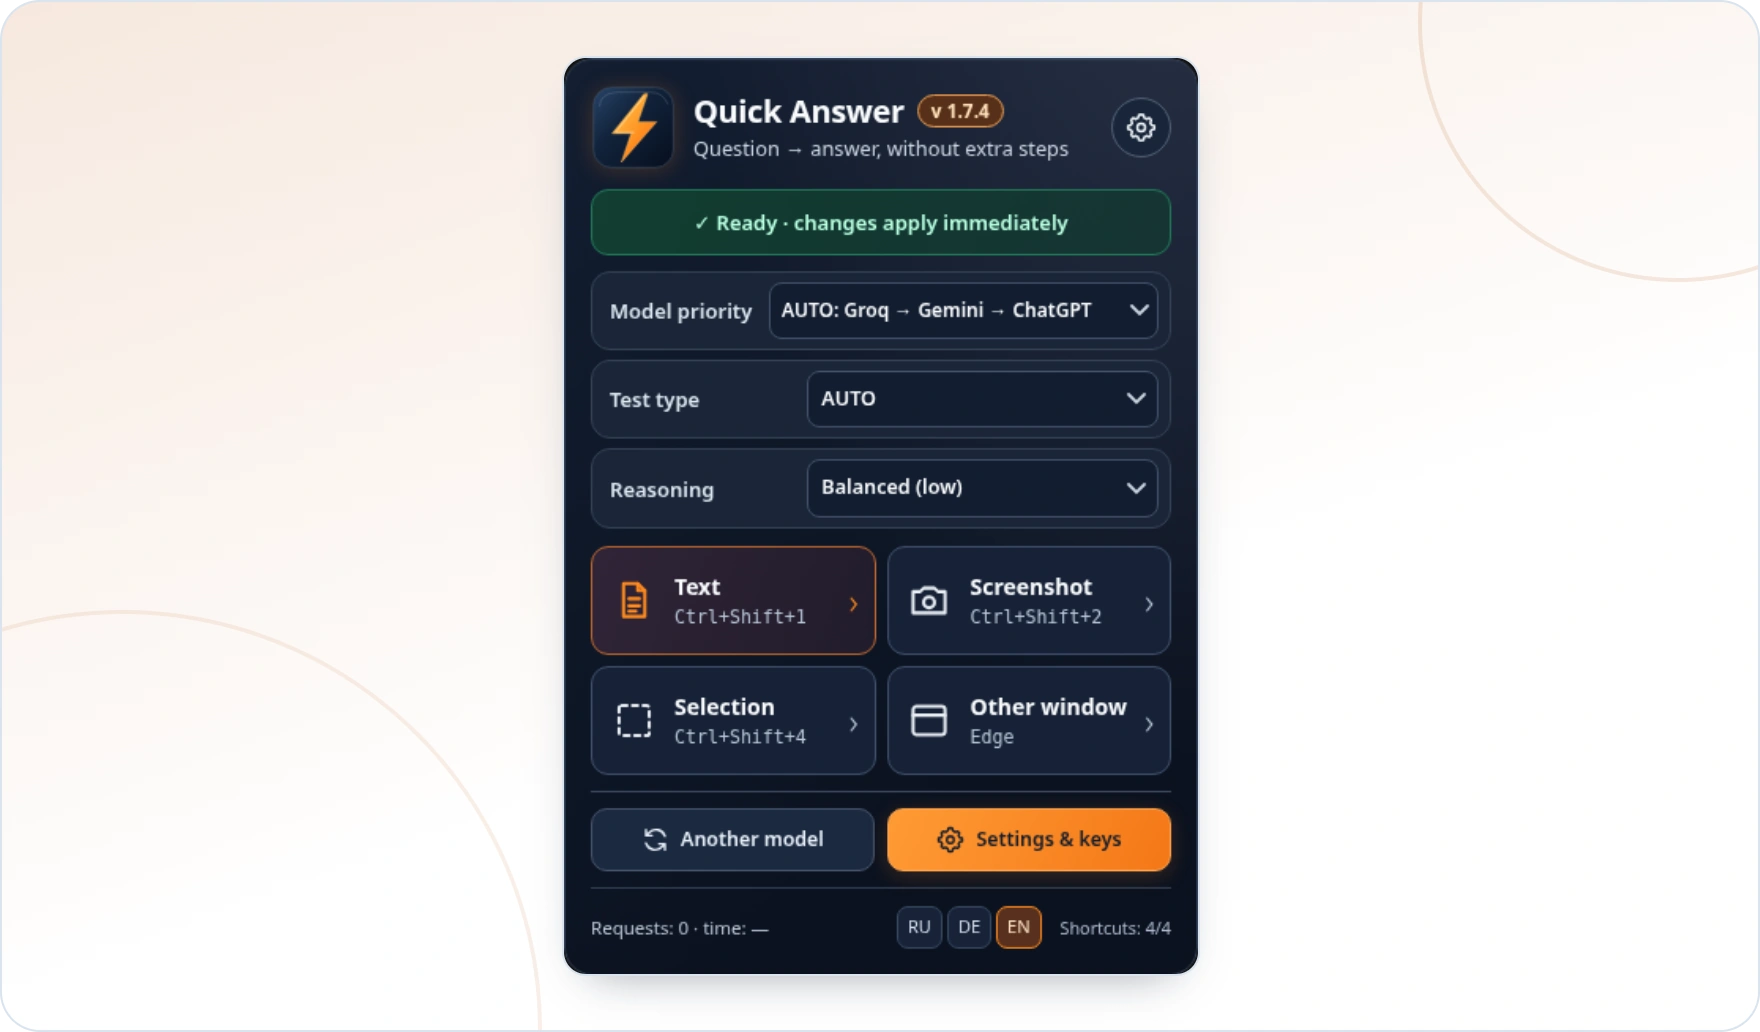 Quick Answer v 1.7.4
Question → answer, without extra steps
✓ Ready · changes apply immediately
Model priority AUTO: Groq → Gemini → ChatGPT
Test type AUTO
Reasoning Balanced (low)
Text
Ctrl+Shift+1
Screenshot
Ctrl+Shift+2
Selection
Ctrl+Shift+4
Other window
Edge
Another model
Settings & keys
Requests: 0 · time: —
RU DE EN
Shortcuts: 4/4